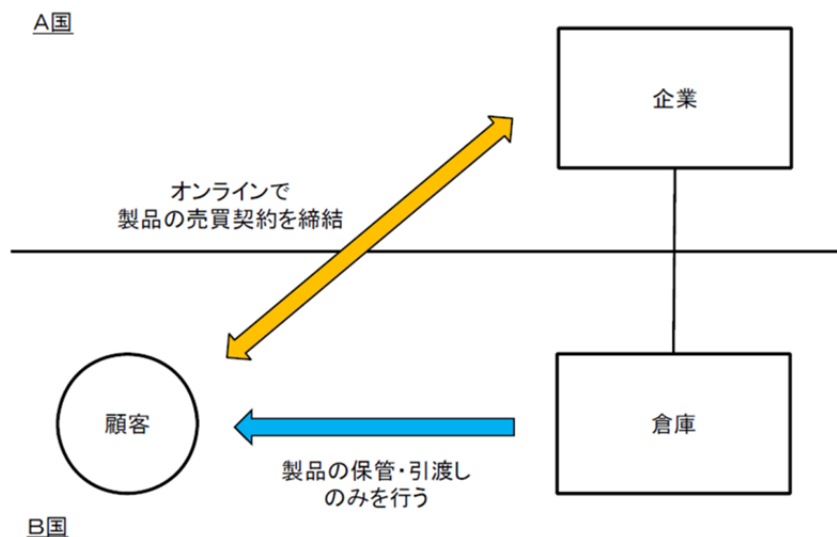 A国
企業
オンラインで
製品の売買契約を締結
顧客
倉庫
製品の保管・引渡し
のみを行う
B国